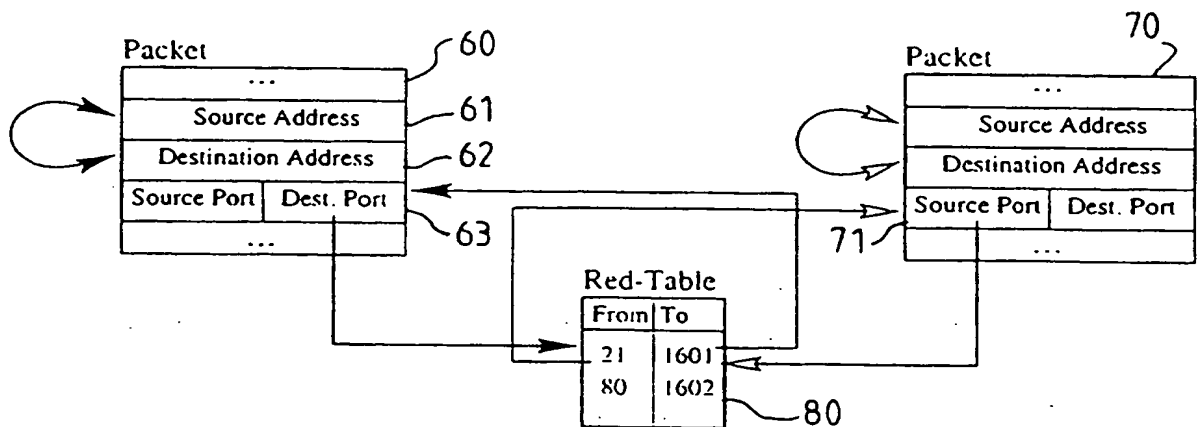 Packet
60
...
Source Address
61
Destination Address
62
Source Port Dest. Port
63
...
Packet
70
...
Source Address
Destination Address
Source Port Dest. Port
71
...
Red-Table
From To
21 1601
80 1602
80